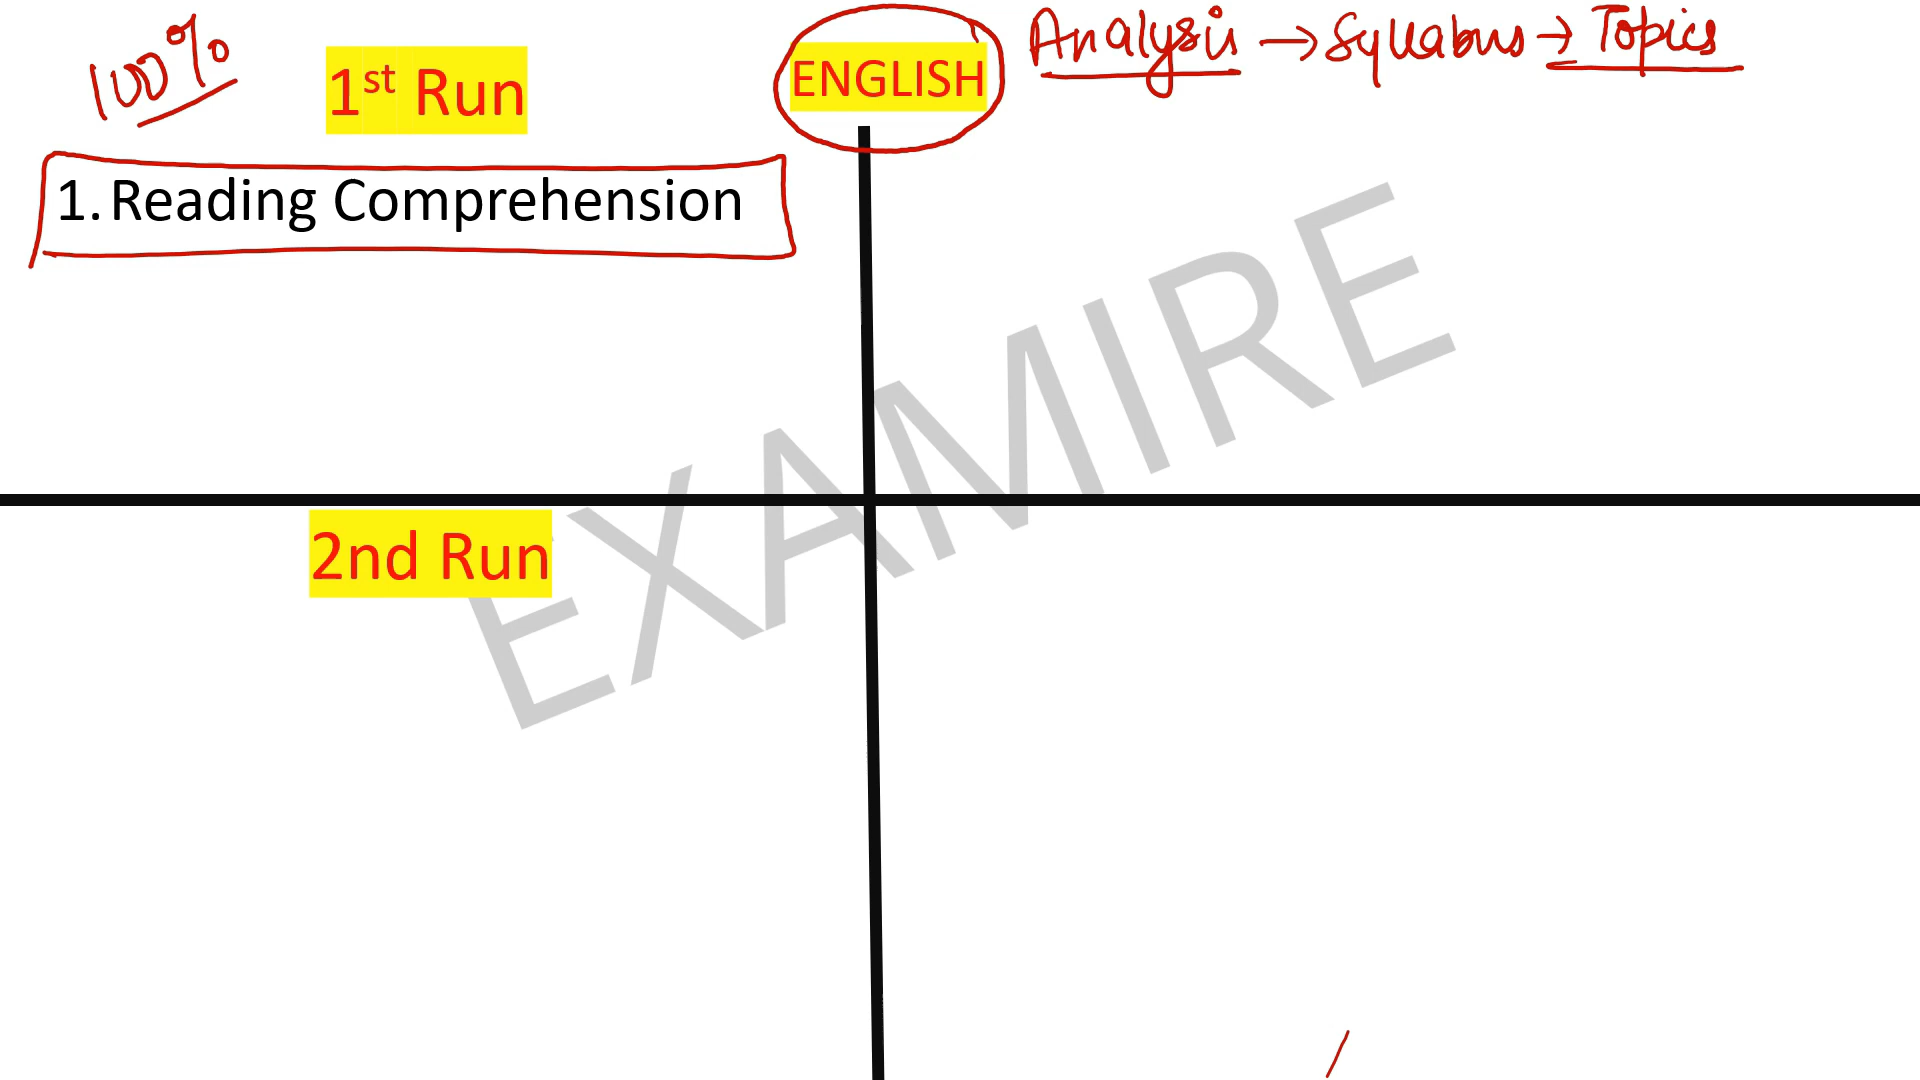 100%
1st Run
ENGLISH
Analysis → Syllabus → Topics
1. Reading Comprehension
EXAMIRE
2nd Run